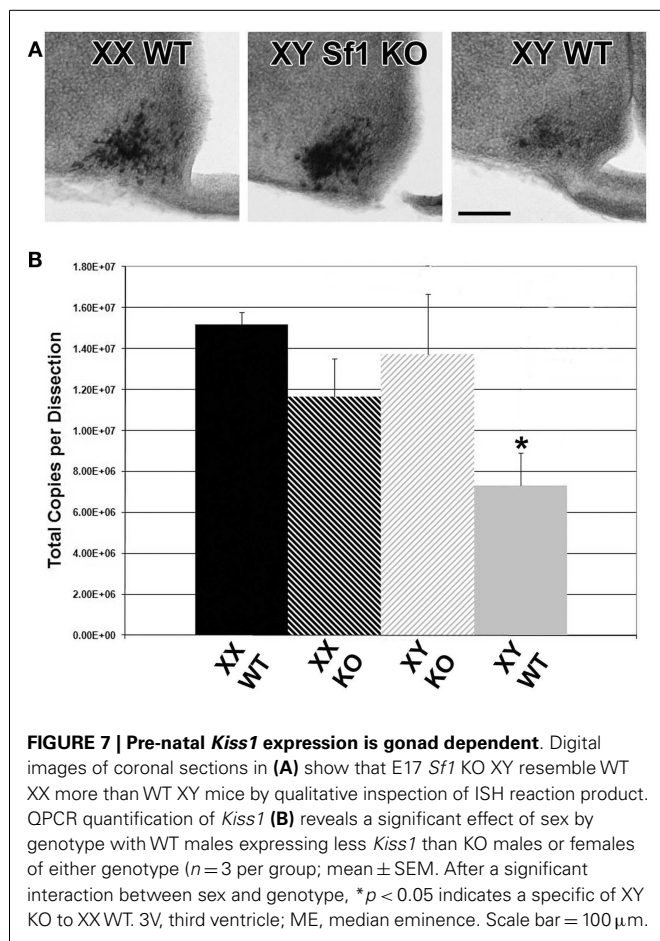 A
XX WT
XY Sf1 KO
XY WT
B
1.80E+07
1.60E+07
1.40E+07
1.20E+07
1.00E+07
8.00E+06
6.00E+06
4.00E+06
2.00E+06
0.00E+00
Total Copies per Dissection
*
XX WT
XX KO
XY KO
XY WT
FIGURE 7 | Pre-natal Kiss1 expression is gonad dependent. Digital
images of coronal sections in (A) show that E17 Sf1 KO XY resemble WT
XX more than WT XY mice by qualitative inspection of ISH reaction product.
QPCR quantification of Kiss1 (B) reveals a significant effect of sex by
genotype with WT males expressing less Kiss1 than KO males or females
of either genotype (n = 3 per group; mean ± SEM. After a significant
interaction between sex and genotype, *p < 0.05 indicates a specific of XY
KO to XX WT. 3V, third ventricle; ME, median eminence. Scale bar = 100 μm.